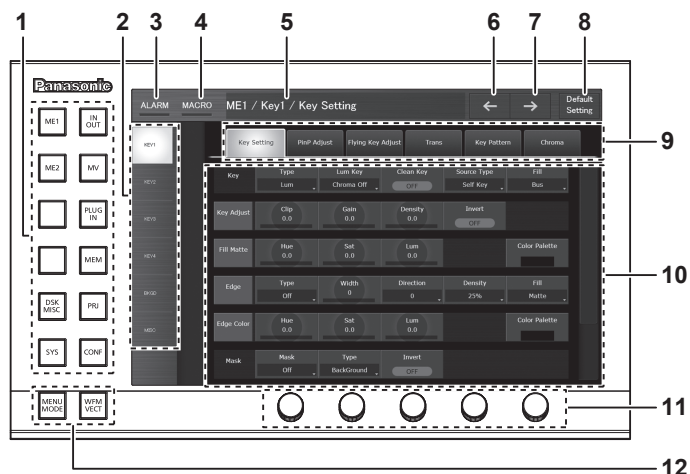 1 2 3 4 5 6 7 8
Panasonic
ME1 IN OUT
ME2 MV
PLUG IN
MEM
DSK MISC PRJ
SYS CONF
MENU MODE WFM VECT
ALARM MACRO ME1 / Key1 / Key Setting ← → Default Setting
KEY1
KEY2
KEY3
KEY4
BKGD
MISC
Key Setting PinP Adjust Flying Key Adjust Trans Key Pattern Chroma
9
Key Type Lum Lum Key Chroma Off Clean Key OFF Source Type Self Key Fill Bus
Key Adjust Clip 0.0 Gain 0.0 Density 0.0 Invert OFF
Fill Matte Hue 0.0 Sat 0.0 Lum 0.0 Color Palette
10
Edge Type Off Width 0 Direction 0 Density 25% Fill Matte
Edge Color Hue 0.0 Sat 0.0 Lum 0.0 Color Palette
Mask Mask Off Type BackGround Invert OFF
11
12